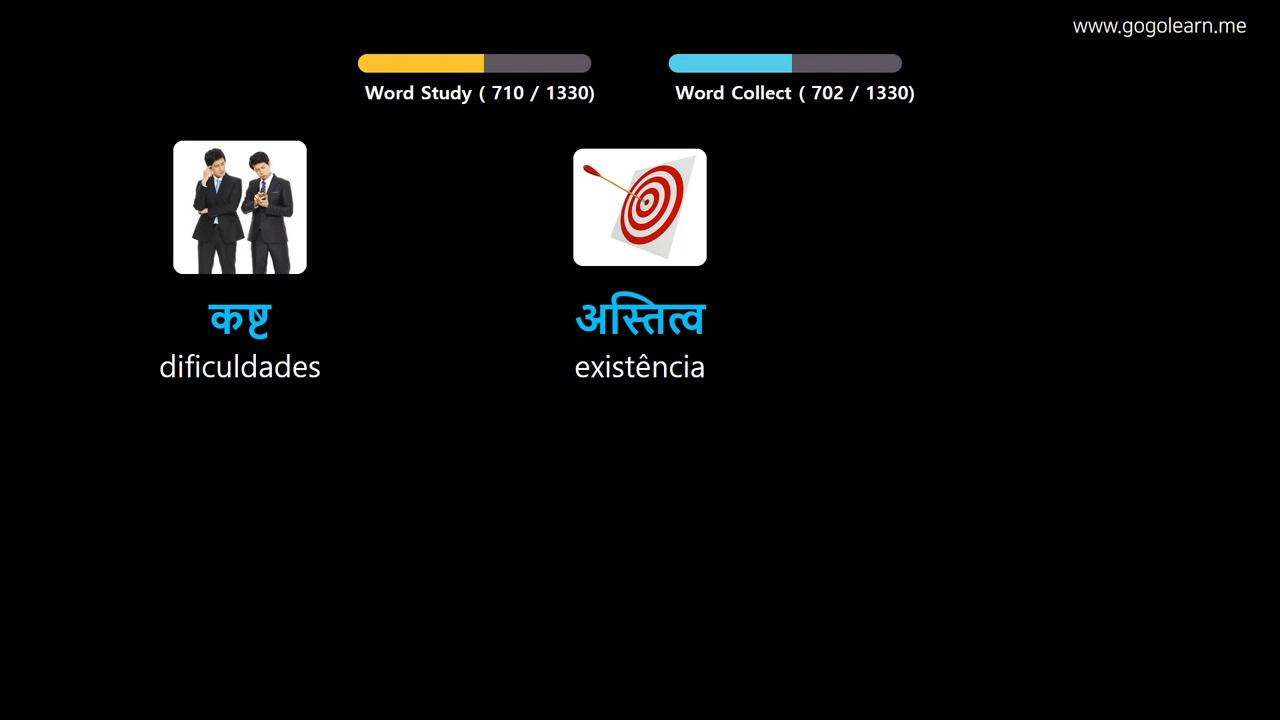 www.gogolearn.me
Word Study ( 710 / 1330)
Word Collect ( 702 / 1330)
कष्ट
dificuldades
अस्तित्व
existência